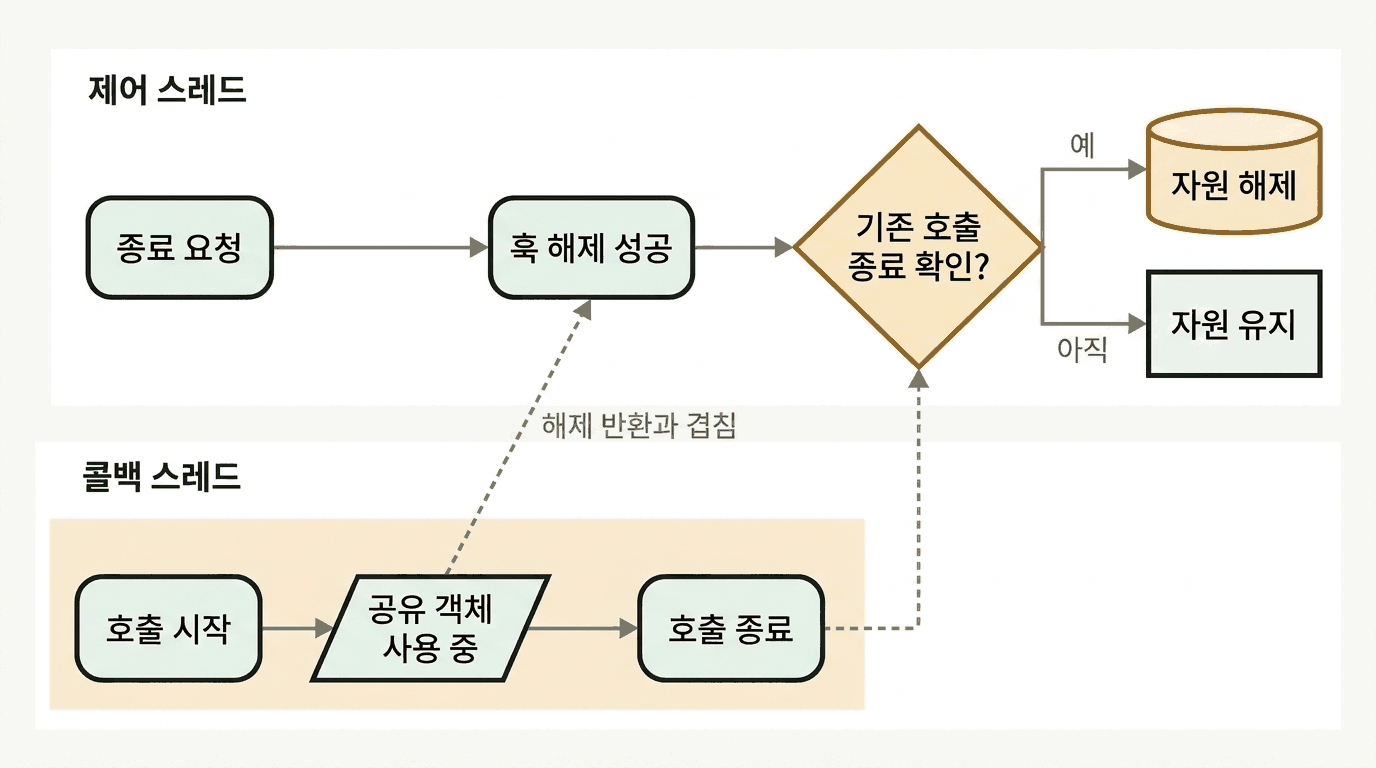 제어 스레드
종료 요청
훅 해제 성공
기존 호출
종료 확인?
예
자원 해제
아직
자원 유지
해제 반환과 겹침
콜백 스레드
호출 시작
공유 객체
사용 중
호출 종료